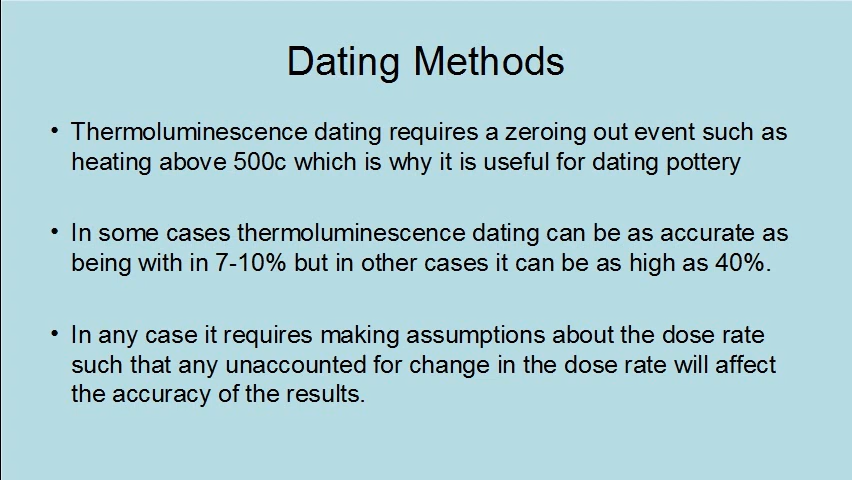 Dating Methods
• Thermoluminescence dating requires a zeroing out event such as
heating above 500c which is why it is useful for dating pottery
• In some cases thermoluminescence dating can be as accurate as
being with in 7-10% but in other cases it can be as high as 40%.
• In any case it requires making assumptions about the dose rate
such that any unaccounted for change in the dose rate will affect
the accuracy of the results.